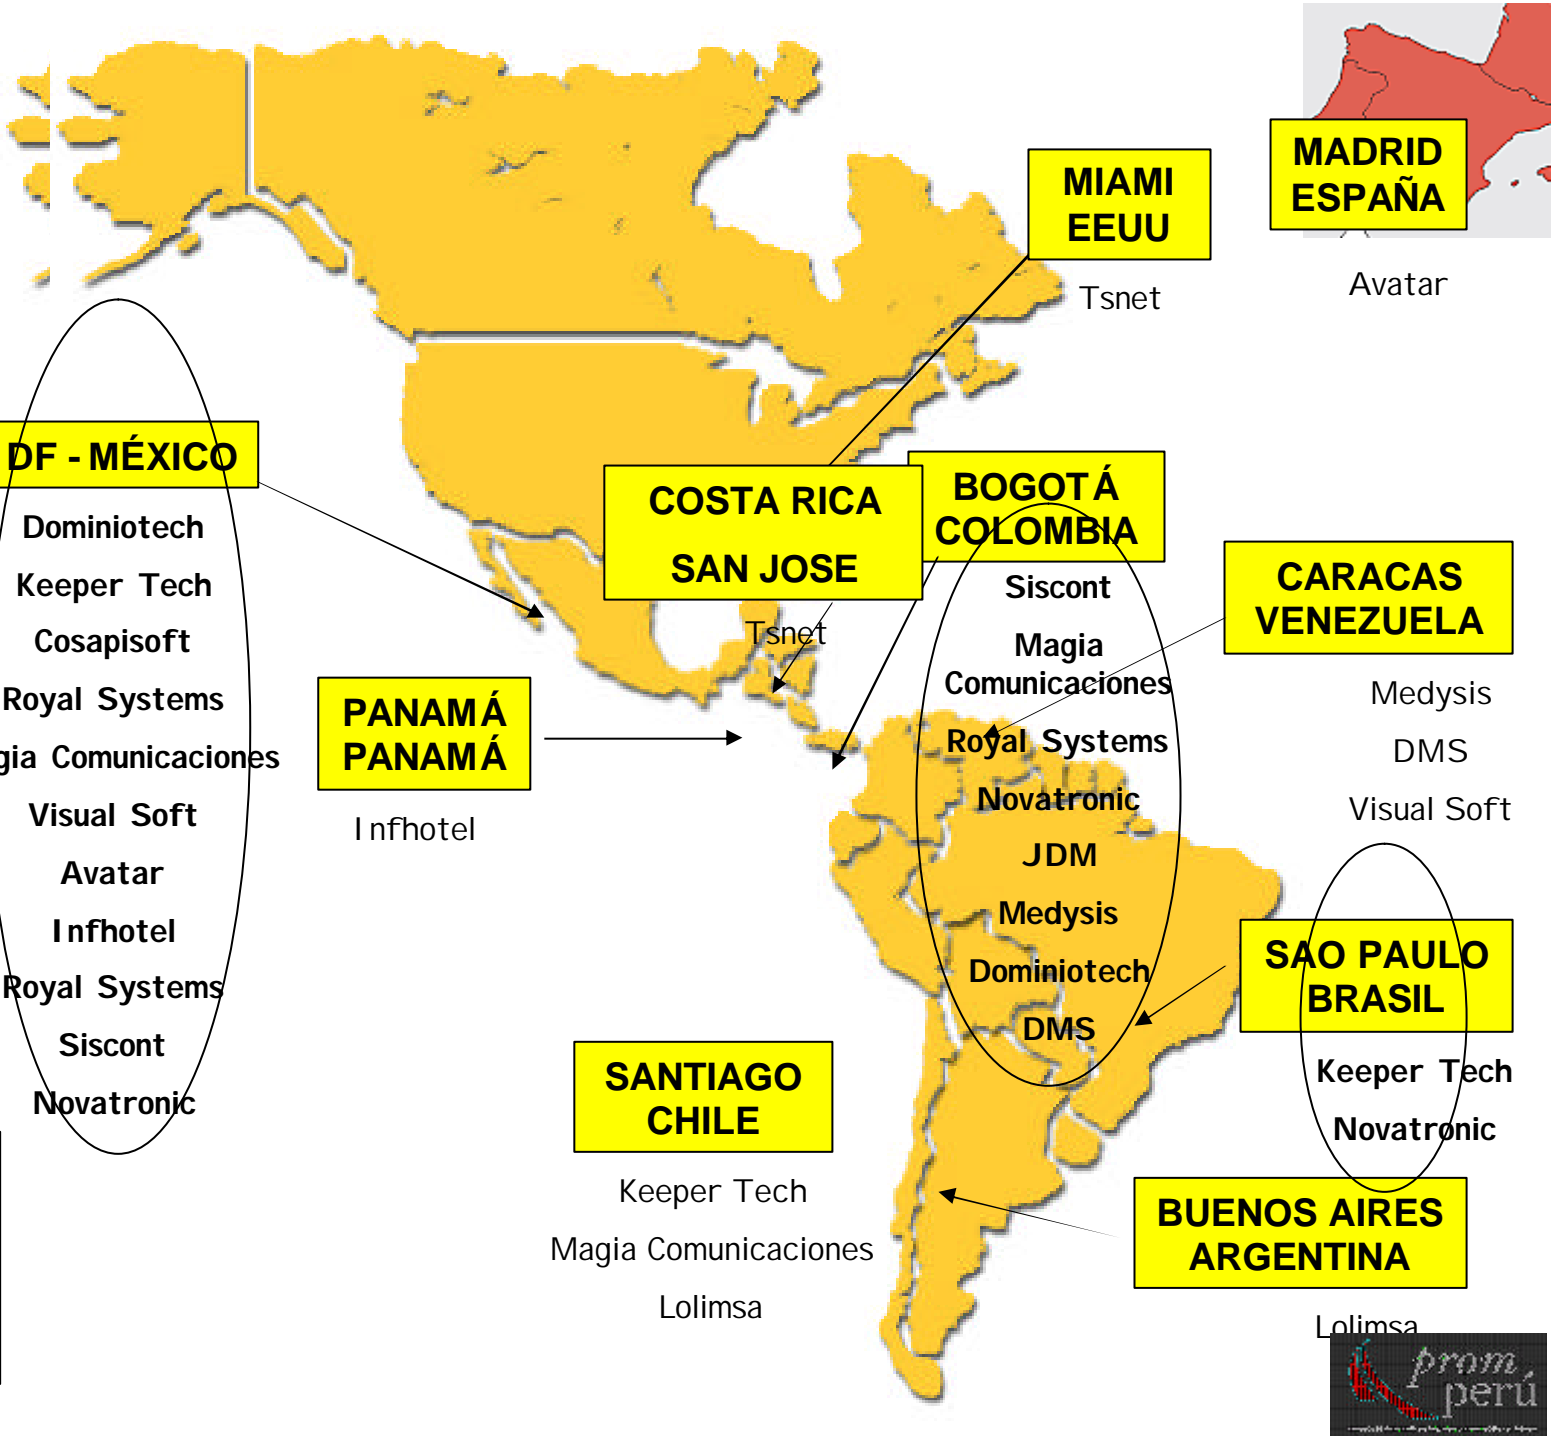 MIAMI
EEUU
Tsnet
MADRID
ESPAÑA
Avatar
DF - MÉXICO
Dominiotech
Keeper Tech
Cosapisoft
Royal Systems
gia Comunicaciones
Visual Soft
Avatar
Infhotel
Royal Systems
Siscont
Novatronic
COSTA RICA
SAN JOSE
Tsnet
BOGOTÁ
COLOMBIA
Siscont
Magia
Comunicaciones
Royal Systems
Novatronic
JDM
Medysis
Dominiotech
DMS
CARACAS
VENEZUELA
Medysis
DMS
Visual Soft
PANAMÁ
PANAMÁ
Infhotel
SAO PAULO
BRASIL
Keeper Tech
Novatronic
SANTIAGO
CHILE
Keeper Tech
Magia Comunicaciones
Lolimsa
BUENOS AIRES
ARGENTINA
Lolimsa
prom
perú